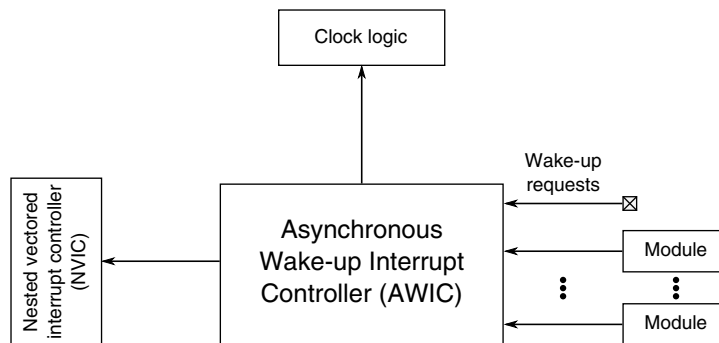 Clock logic
Wake-up
requests
Nested vectored
interrupt controller
(NVIC)
Asynchronous
Wake-up Interrupt
Controller (AWIC)
Module
Module